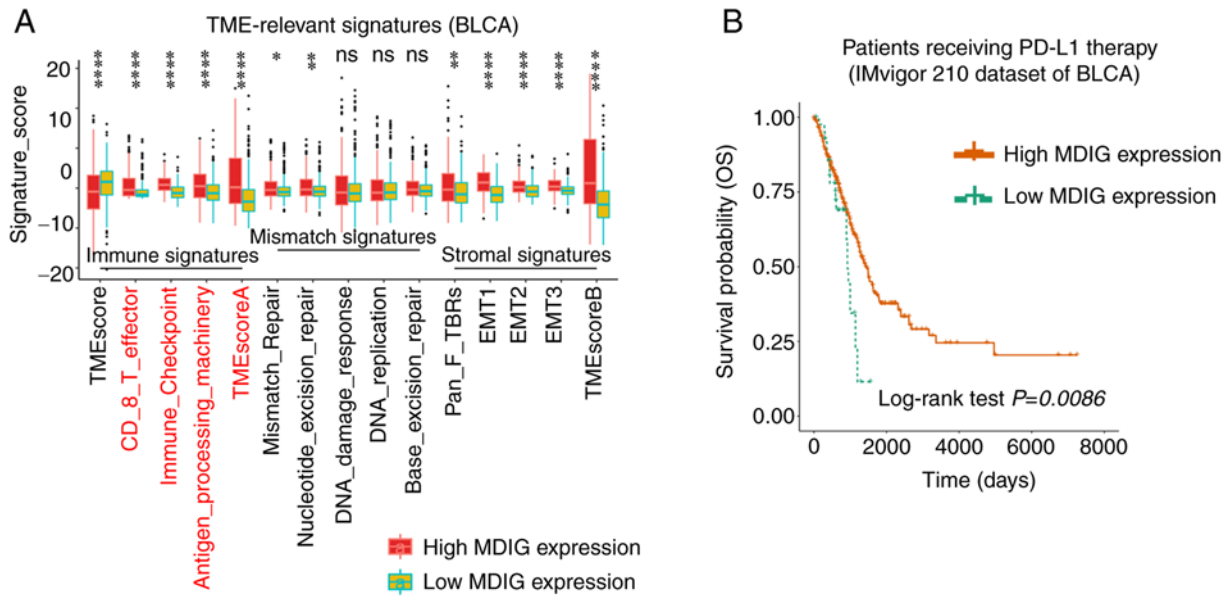 A
TME-relevant signatures (BLCA)
**** **** **** **** **** * ** ns ns ns ** **** **** **** ****
Signature_score
20
10
0
−10
−20
Immune signatures
Mismatch signatures
Stromal signatures
TMEscore
CD_8_T_effector
Immune_Checkpoint
Antigen_processing_machinery
TMEscoreA
Mismatch_Repair
Nucleotide_excision_repair
DNA_damage_response
DNA_replication
Base_excision_repair
Pan_F_TBRs
EMT1
EMT2
EMT3
TMEscoreB
High MDIG expression
Low MDIG expression
B
Patients receiving PD-L1 therapy
(IMvigor 210 dataset of BLCA)
Survival probability (OS)
1.00
0.75
0.50
0.25
0.00
High MDIG expression
Low MDIG expression
Log-rank test P=0.0086
0 2000 4000 6000 8000
Time (days)